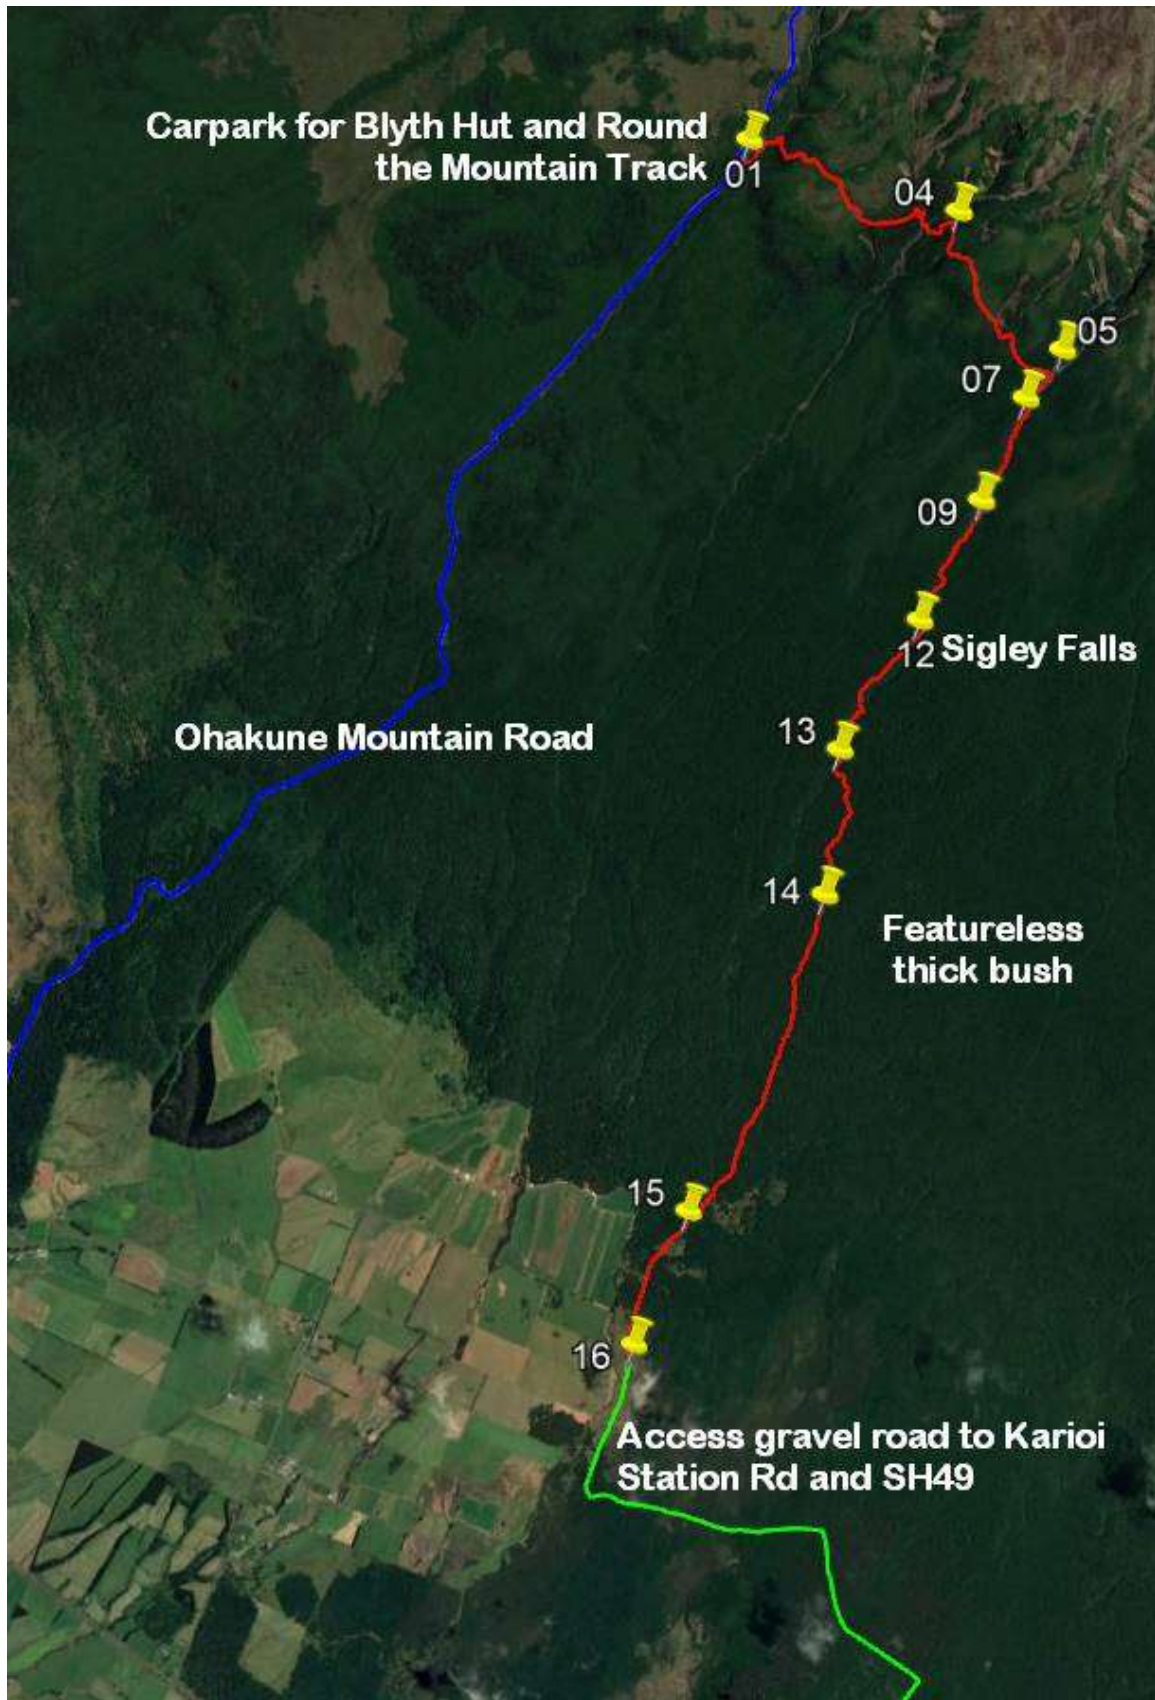 Carpark for Blyth Hut and Round
the Mountain Track
01
04
05
07
09
12 Sigley Falls
13
Ohakune Mountain Road
14
Featureless
thick bush
15
16
Access gravel road to Karioi
Station Rd and SH49